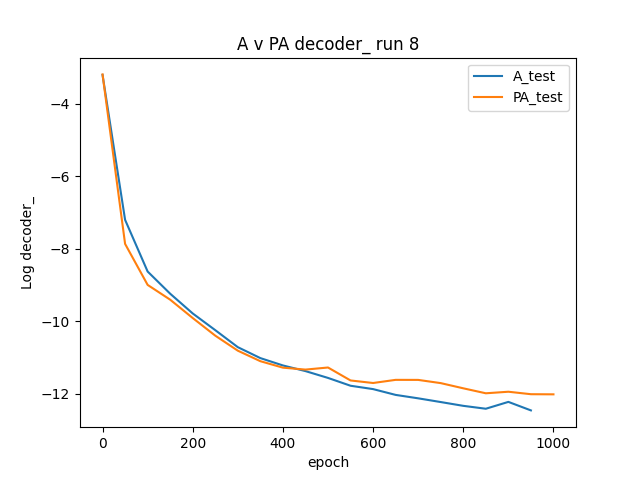 A v PA decoder_ run 8
A_test
PA_test
Log decoder_
−4
−6
−8
−10
−12
0 200 400 600 800 1000
epoch